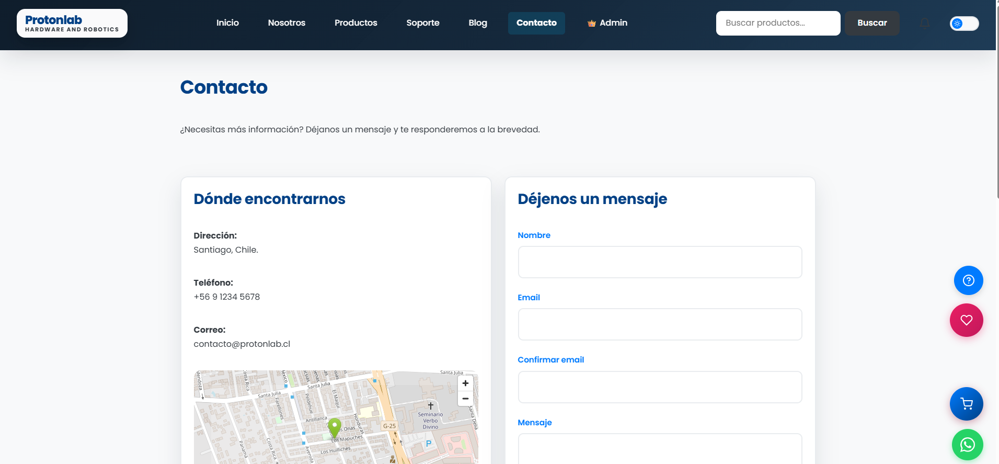 Protonlab
HARDWARE AND ROBOTICS
Inicio
Nosotros
Productos
Soporte
Blog
Contacto
Admin
Buscar productos...
Buscar
Contacto
¿Necesitas más información? Déjanos un mensaje y te responderemos a la brevedad.
Dónde encontrarnos
Dirección:
Santiago, Chile.
Teléfono:
+56 9 1234 5678
Correo:
contacto@protonlab.cl
Mendoza
Costa Rica
México
Santa Julia
Santa Julia
Santa Julia
Farellones
Peldehue
El Maqui
Antillanca
Honduras
Onas
Los Mapuches
Los Huilliches
Panamá
Costa Rica
Avenida
G-25
Seminario
Verbo
Divino
Santa Delia
P
+
−
Déjenos un mensaje
Nombre
Email
Confirmar email
Mensaje